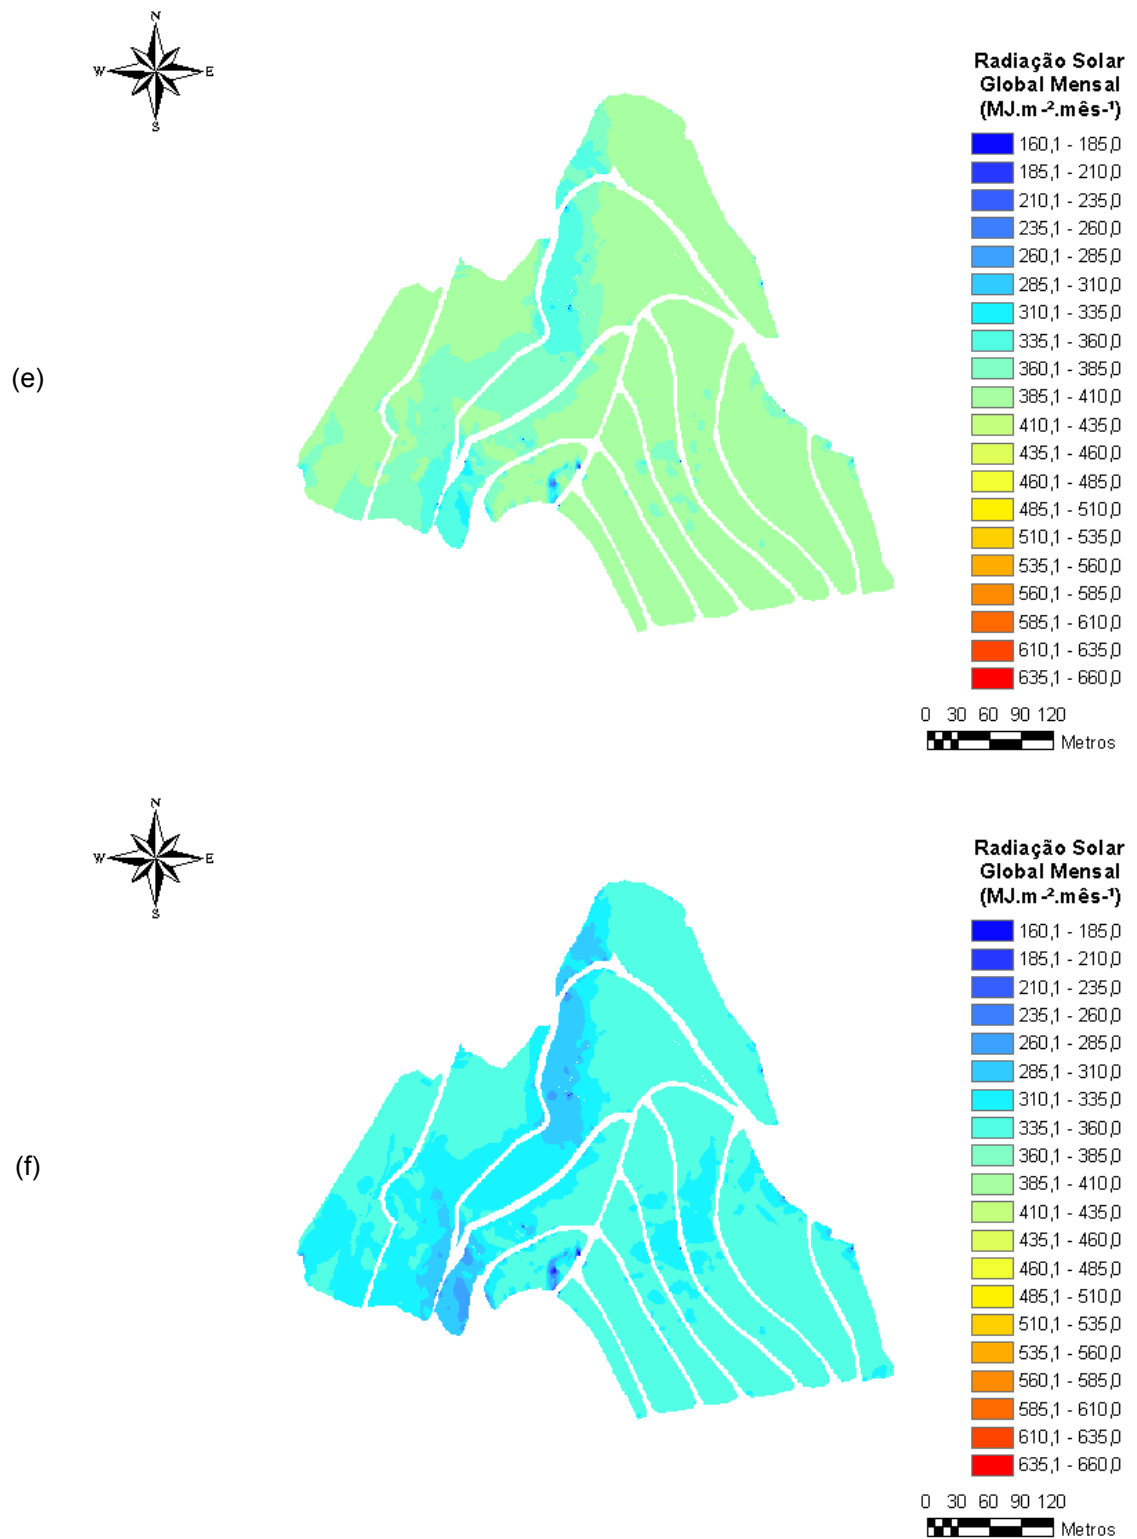 N
W E
S
Radiação Solar
Global Mensal
(MJ.m-².mês-¹)
160,1 - 185,0
185,1 - 210,0
210,1 - 235,0
235,1 - 260,0
260,1 - 285,0
285,1 - 310,0
310,1 - 335,0
335,1 - 360,0
360,1 - 385,0
385,1 - 410,0
410,1 - 435,0
435,1 - 460,0
460,1 - 485,0
485,1 - 510,0
510,1 - 535,0
535,1 - 560,0
560,1 - 585,0
585,1 - 610,0
610,1 - 635,0
635,1 - 660,0
0 30 60 90 120
Metros
(e)
N
W E
S
Radiação Solar
Global Mensal
(MJ.m-².mês-¹)
160,1 - 185,0
185,1 - 210,0
210,1 - 235,0
235,1 - 260,0
260,1 - 285,0
285,1 - 310,0
310,1 - 335,0
335,1 - 360,0
360,1 - 385,0
385,1 - 410,0
410,1 - 435,0
435,1 - 460,0
460,1 - 485,0
485,1 - 510,0
510,1 - 535,0
535,1 - 560,0
560,1 - 585,0
585,1 - 610,0
610,1 - 635,0
635,1 - 660,0
0 30 60 90 120
Metros
(f)